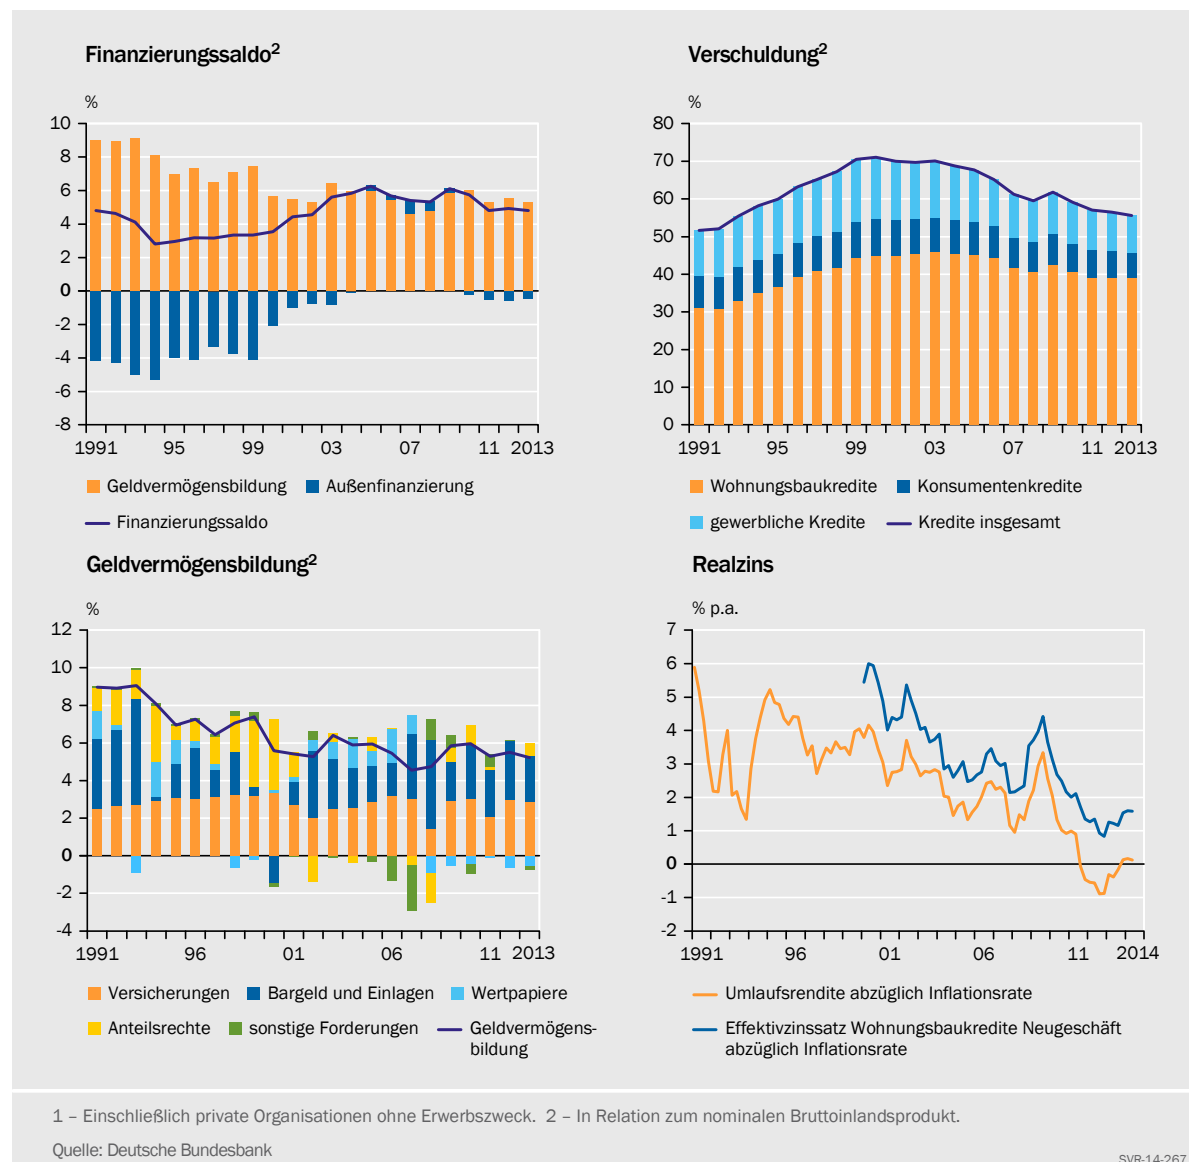 Finanzierungssaldo2
%
10
8
6
4
2
0
-2
-4
-6
-8
1991 95 99 03 07 11 2013
Geldvermögensbildung Außenfinanzierung
Finanzierungssaldo
Verschuldung2
%
80
70
60
50
40
30
20
10
0
1991 95 99 03 07 11 2013
Wohnungsbaukredite Konsumentenkredite
gewerbliche Kredite Kredite insgesamt
Geldvermögensbildung2
%
12
10
8
6
4
2
0
-2
-4
1991 96 01 06 11 2013
Versicherungen Bargeld und Einlagen Wertpapiere
Anteilsrechte sonstige Forderungen Geldvermögens-
bildung
Realzins
% p.a.
7
6
5
4
3
2
1
0
-1
-2
1991 96 01 06 11 2014
Umlaufsrendite abzüglich Inflationsrate
Effektivzinssatz Wohnungsbaukredite Neugeschäft
abzüglich Inflationsrate
1 – Einschließlich private Organisationen ohne Erwerbszweck. 2 – In Relation zum nominalen Bruttoinlandsprodukt.
Quelle: Deutsche Bundesbank
SVR-14-267